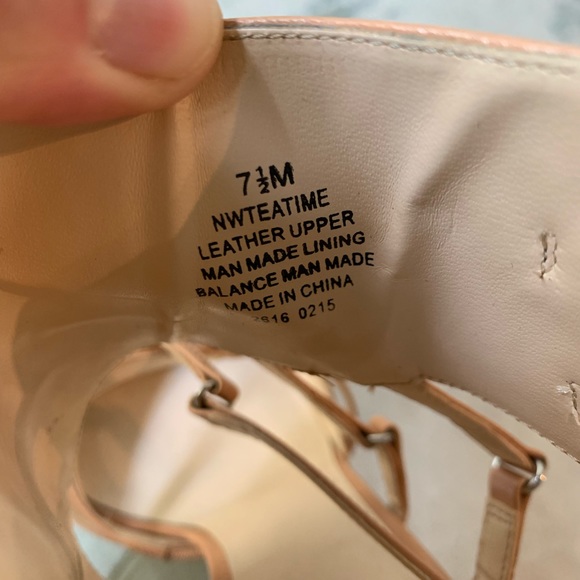 7½M
NWTEATIME
LEATHER UPPER
MAN MADE LINING
BALANCE MAN MADE
MADE IN CHINA
0215